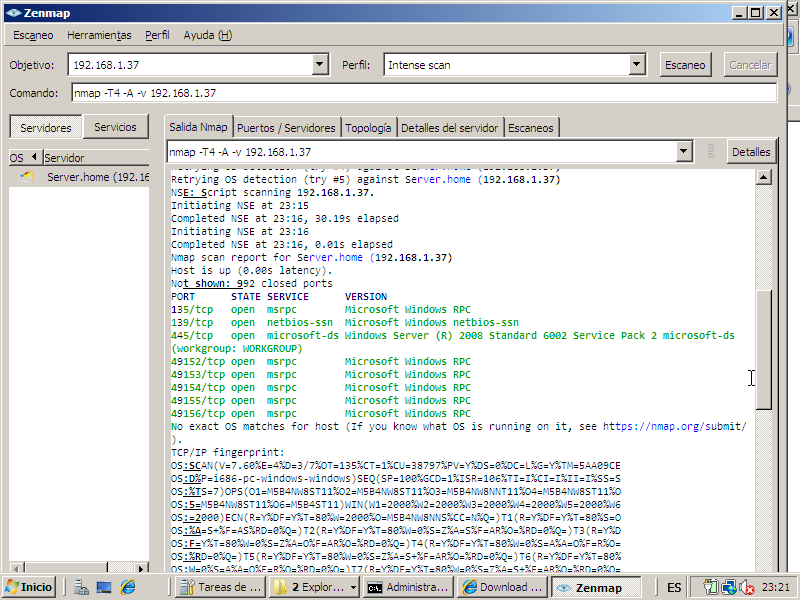 Zenmap
Escaneo Herramientas Perfil Ayuda (H)
Objetivo: 192.168.1.37 Perfil: Intense scan Escaneo Cancelar
Comando: nmap -T4 -A -v 192.168.1.37
Servidores Servicios
Salida Nmap Puertos / Servidores Topología Detalles del servidor Escaneos
OS Servidor
Server.home (192.16
nmap -T4 -A -v 192.168.1.37 Detalles
Retrying OS detection (try #5) against Server.home (192.168.1.37)
NSE: Script scanning 192.168.1.37.
Initiating NSE at 23:15
Completed NSE at 23:16, 30.19s elapsed
Initiating NSE at 23:16
Completed NSE at 23:16, 0.01s elapsed
Nmap scan report for Server.home (192.168.1.37)
Host is up (0.00s latency).
Not shown: 992 closed ports
PORT STATE SERVICE VERSION
135/tcp open msrpc Microsoft Windows RPC
139/tcp open netbios-ssn Microsoft Windows netbios-ssn
445/tcp open microsoft-ds Windows Server (R) 2008 Standard 6002 Service Pack 2 microsoft-ds
(workgroup: WORKGROUP)
49152/tcp open msrpc Microsoft Windows RPC
49153/tcp open msrpc Microsoft Windows RPC
49154/tcp open msrpc Microsoft Windows RPC
49155/tcp open msrpc Microsoft Windows RPC
49156/tcp open msrpc Microsoft Windows RPC
No exact OS matches for host (If you know what OS is running on it, see https://nmap.org/submit/
).
TCP/IP fingerprint:
OS:SCAN(V=7.60%E=4%D=3/7%OT=135%CT=1%CU=38797%PV=Y%DS=0%DC=L%G=Y%TM=5AA09CE
OS:D%P=i686-pc-windows-windows)SEQ(SP=100%GCD=1%ISR=106%TI=I%CI=I%II=I%SS=S
OS:%TS=7)OPS(O1=M5B4NW8ST11%O2=M5B4NW8ST11%O3=M5B4NW8NNT11%O4=M5B4NW8ST11%O
OS:5=M5B4NW8ST11%O6=M5B4ST11)WIN(W1=2000%W2=2000%W3=2000%W4=2000%W5=2000%W6
OS:=2000)ECN(R=Y%DF=Y%T=80%W=2000%O=M5B4NW8NNS%CC=N%Q=)T1(R=Y%DF=Y%T=80%S=O
OS:%A=S+%F=AS%RD=0%Q=)T2(R=Y%DF=Y%T=80%W=0%S=Z%A=S%F=AR%O=%RD=0%Q=)T3(R=Y%D
OS:F=Y%T=80%W=0%S=Z%A=O%F=AR%O=%RD=0%Q=)T4(R=Y%DF=Y%T=80%W=0%S=A%A=O%F=R%O=
OS:%RD=0%Q=)T5(R=Y%DF=Y%T=80%W=0%S=Z%A=S+%F=AR%O=%RD=0%Q=)T6(R=Y%DF=Y%T=80%
OS:W=0%S=A%A=O%F=R%O=%RD=0%Q=)T7(R=Y%DF=Y%T=80%W=0%S=Z%A=S+%F=AR%O=%RD=0%Q=
Inicio Tareas de ... 2 Explor... Administra... Download ... Zenmap ES 23:21